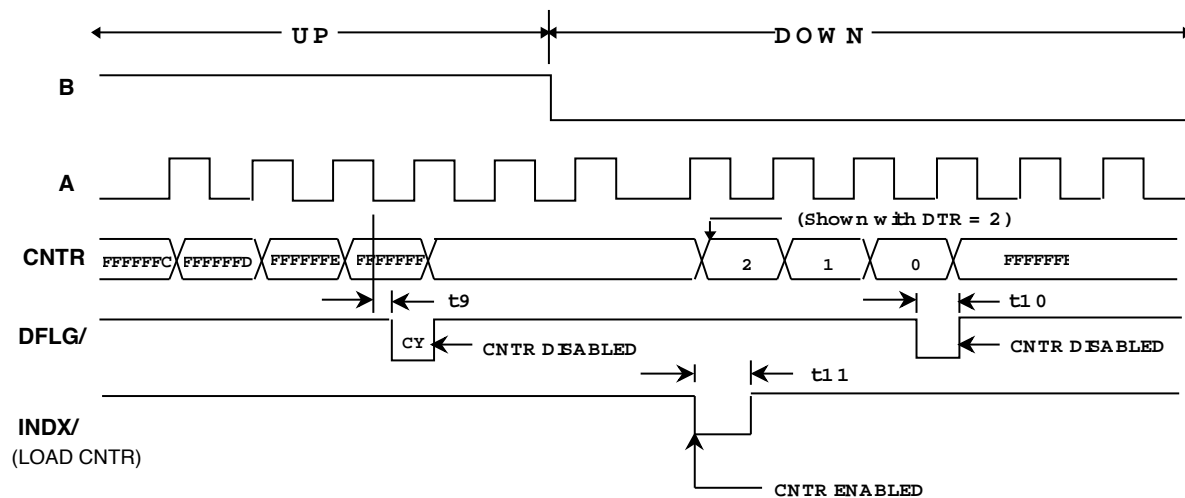 UP DOWN
B
A
(Shown with DTR = 2)
CNTR FFFFFFC FFFFFFD FFFFFFE FFFFFFF 2 1 0 FFFFFFF
t9 t10
DFLG/ CY CNTR DISABLED CNTR DISABLED
t11
INDX/
(LOAD CNTR)
CNTR ENABLED